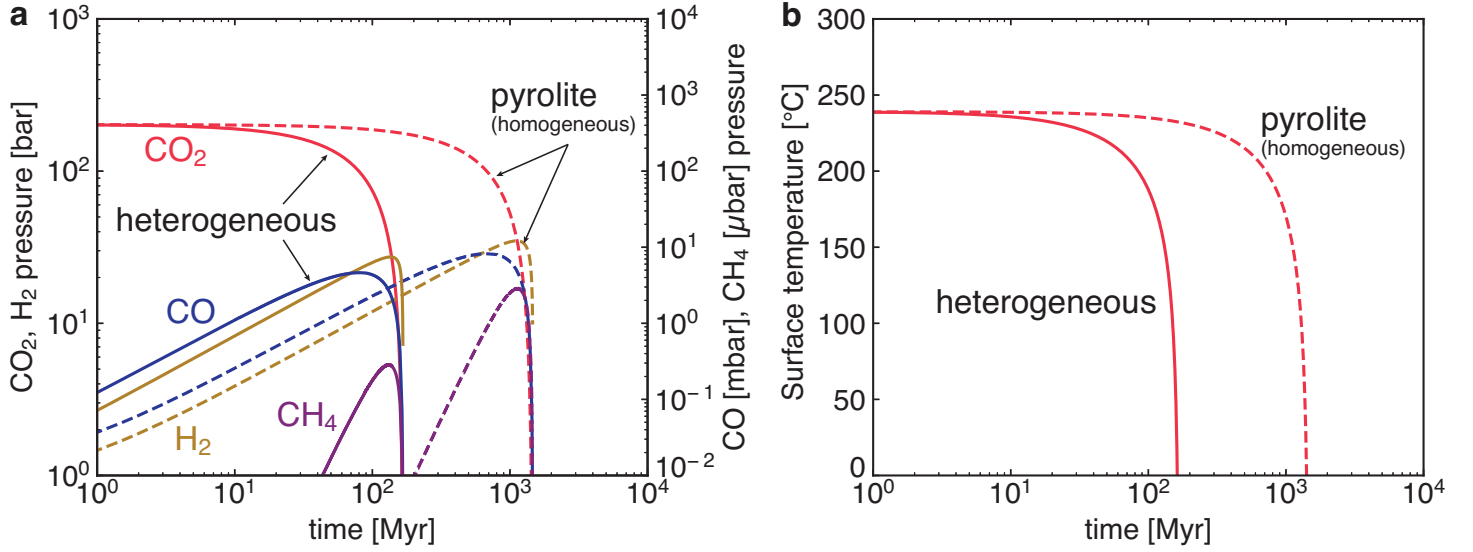 a
CO₂, H₂ pressure [bar]
10³
10²
10¹
10⁰
10⁰
10¹
10²
10³
10⁴
time [Myr]
10⁴
10³
10²
10¹
10⁰
10⁻¹
10⁻²
CO [mbar], CH₄ [μbar] pressure
pyrolite
(homogeneous)
CO₂
heterogeneous
CO
H₂
CH₄
b
Surface temperature [°C]
300
250
200
150
100
50
0
10⁰
10¹
10²
10³
10⁴
time [Myr]
pyrolite
(homogeneous)
heterogeneous